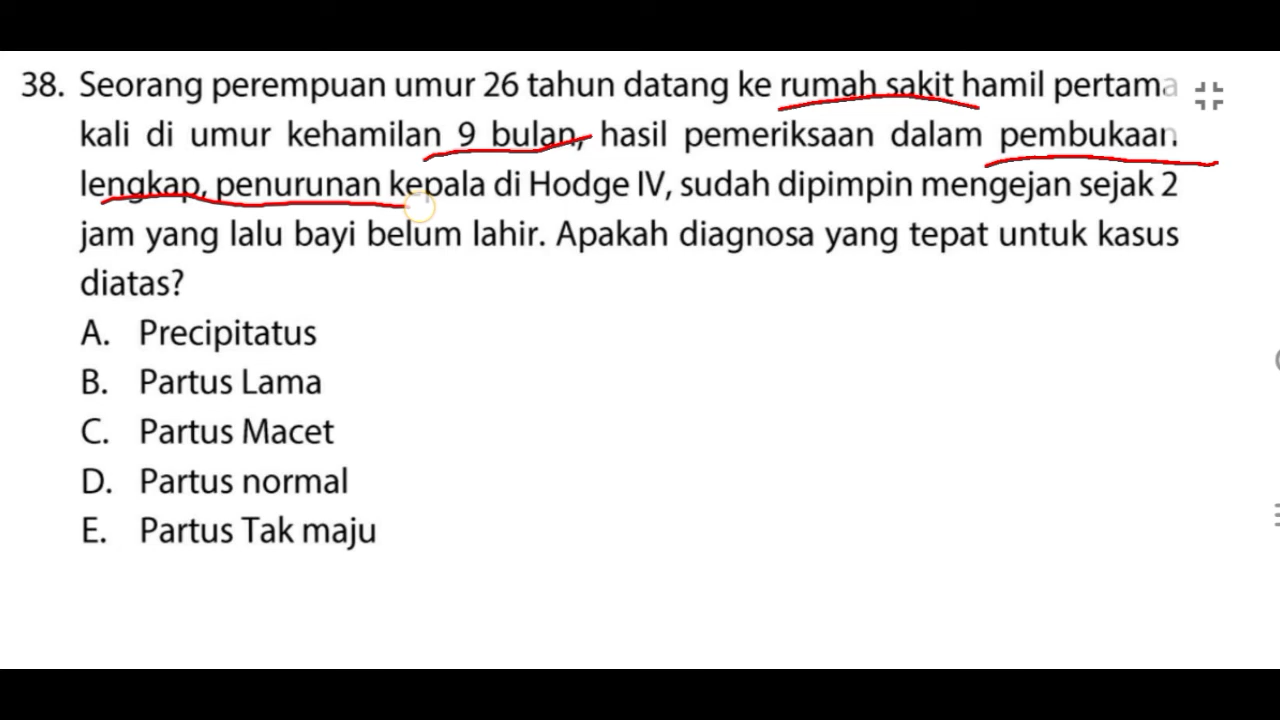 38. Seorang perempuan umur 26 tahun datang ke rumah sakit hamil pertama
kali di umur kehamilan 9 bulan, hasil pemeriksaan dalam pembukaan
lengkap, penurunan kepala di Hodge IV, sudah dipimpin mengejan sejak 2
jam yang lalu bayi belum lahir. Apakah diagnosa yang tepat untuk kasus
diatas?
A. Precipitatus
B. Partus Lama
C. Partus Macet
D. Partus normal
E. Partus Tak maju